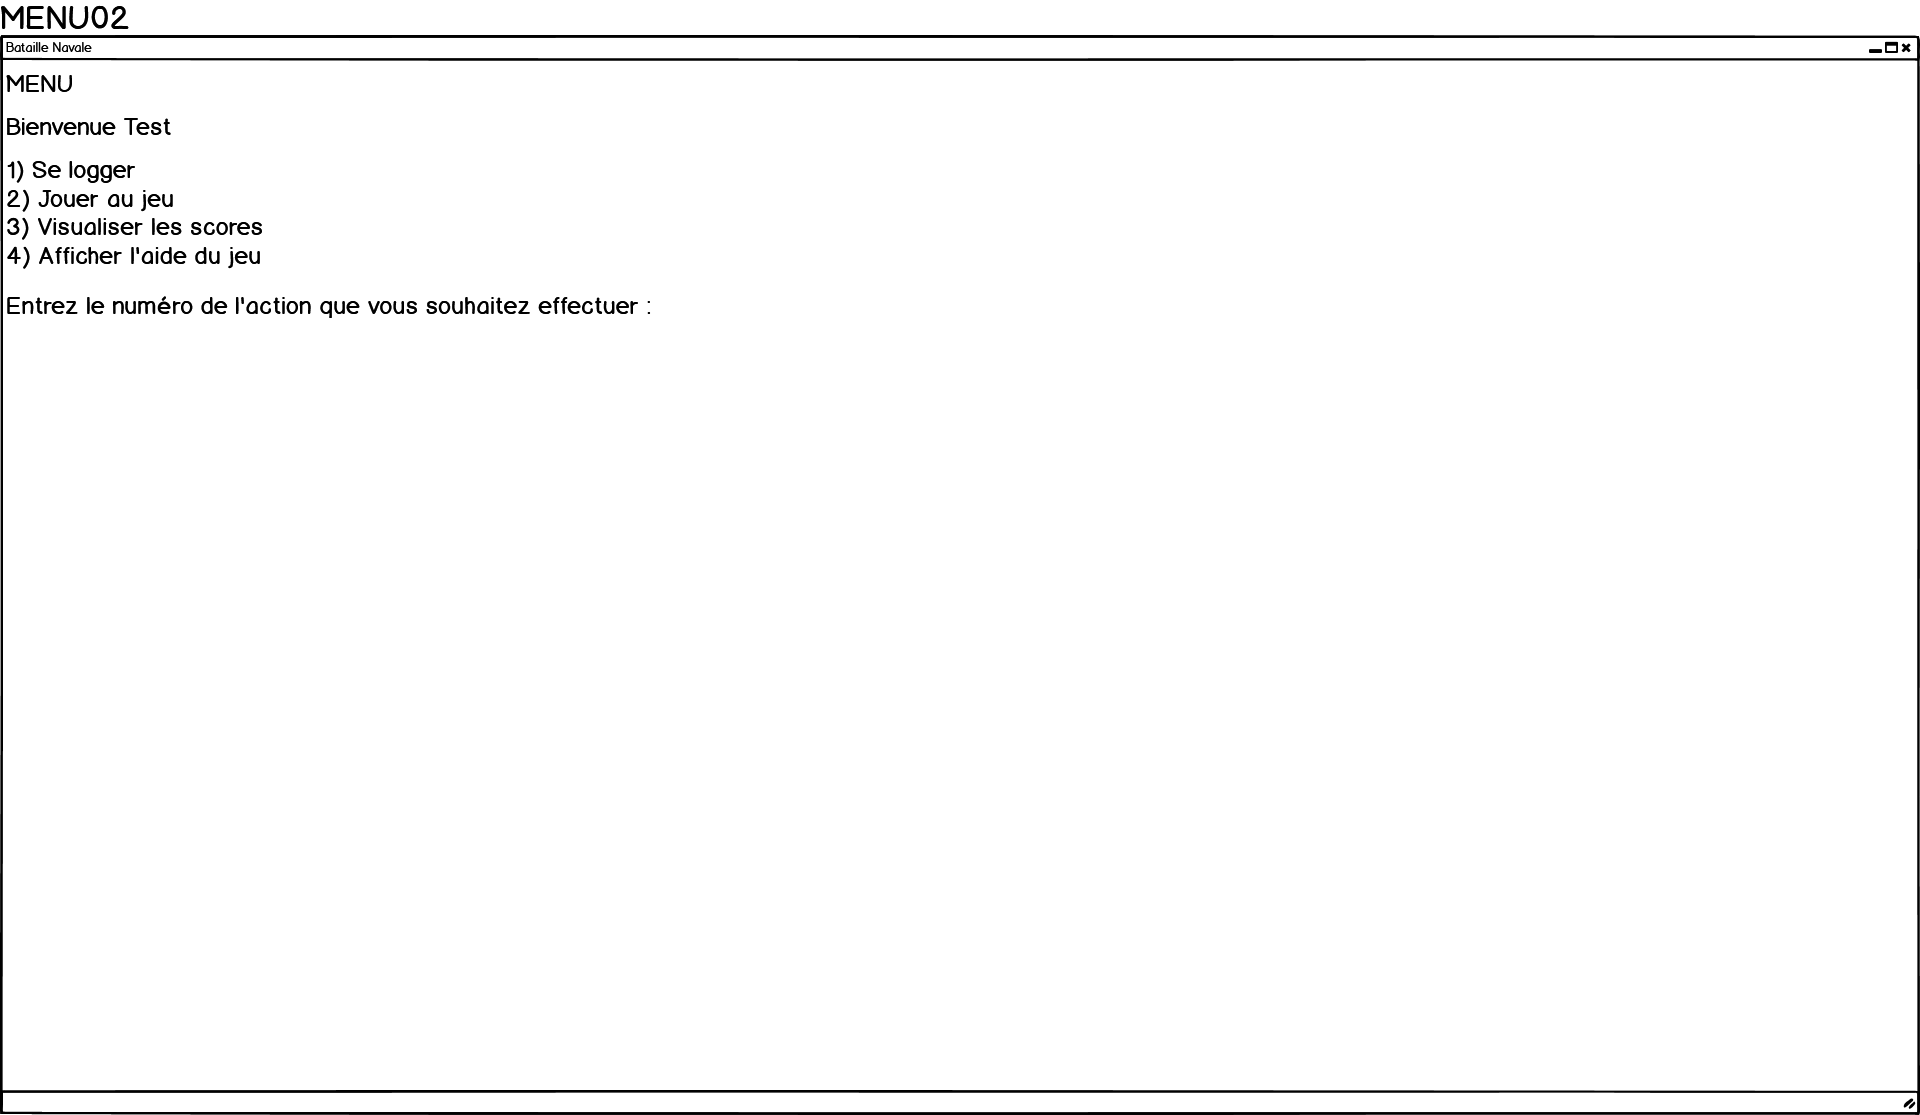 MENU02
Bataille Navale
MENU
Bienvenue Test
1) Se logger
2) Jouer au jeu
3) Visualiser les scores
4) Afficher l'aide du jeu
Entrez le numéro de l'action que vous souhaitez effectuer :